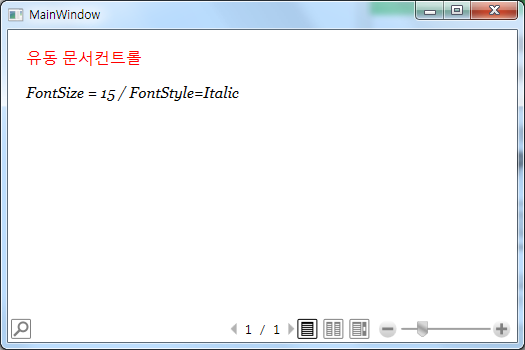 MainWindow
유동 문서컨트롤
FontSize = 15 / FontStyle=Italic
1 / 1